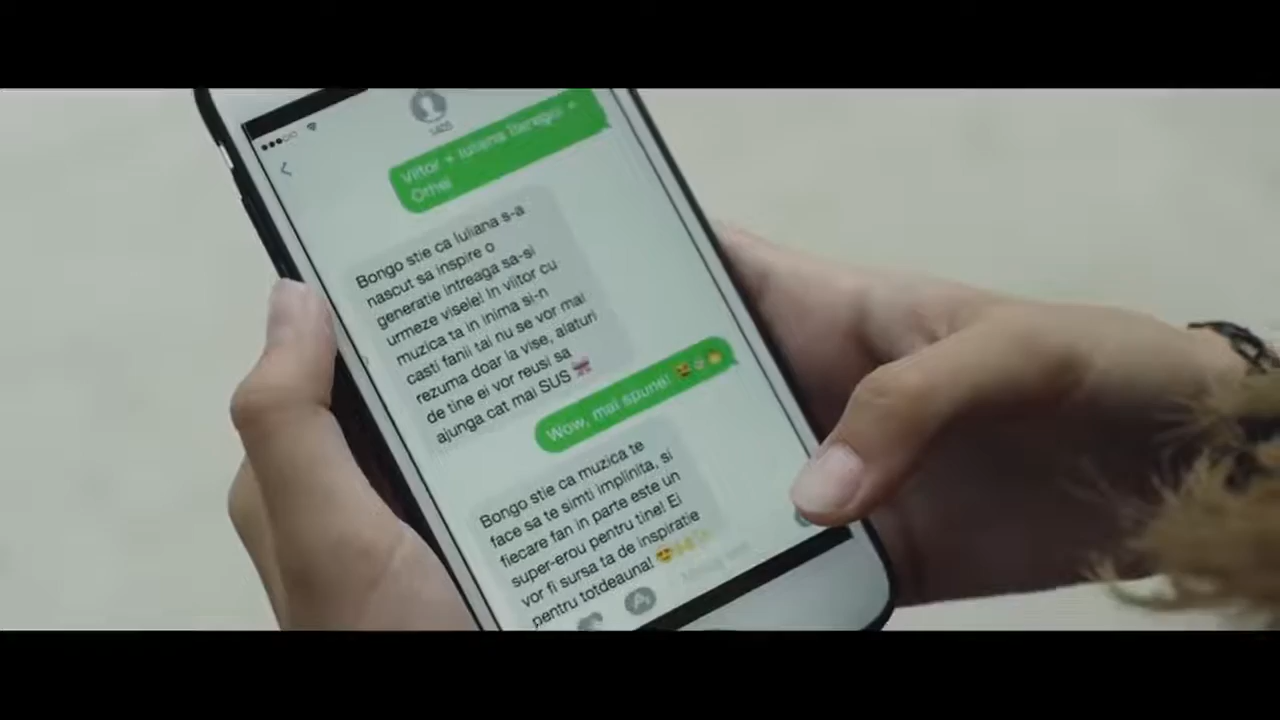 1403
Viitor + Iuliana Beregoi +
Orhei
Bongo stie ca Iuliana s-a
nascut sa inspire o
generatie intreaga sa-si
urmeze visele! In viitor cu
muzica ta in inima si-n
casti fanii tai nu se vor mai
rezuma doar la vise, alaturi
de tine ei vor reusi sa
ajunga cat mai SUS
Wow, mai spune!
Bongo stie ca muzica te
face sa te simti implinita, si
fiecare fan in parte este un
super-erou pentru tine! Ei
vor fi sursa ta de inspiratie
pentru totdeauna!